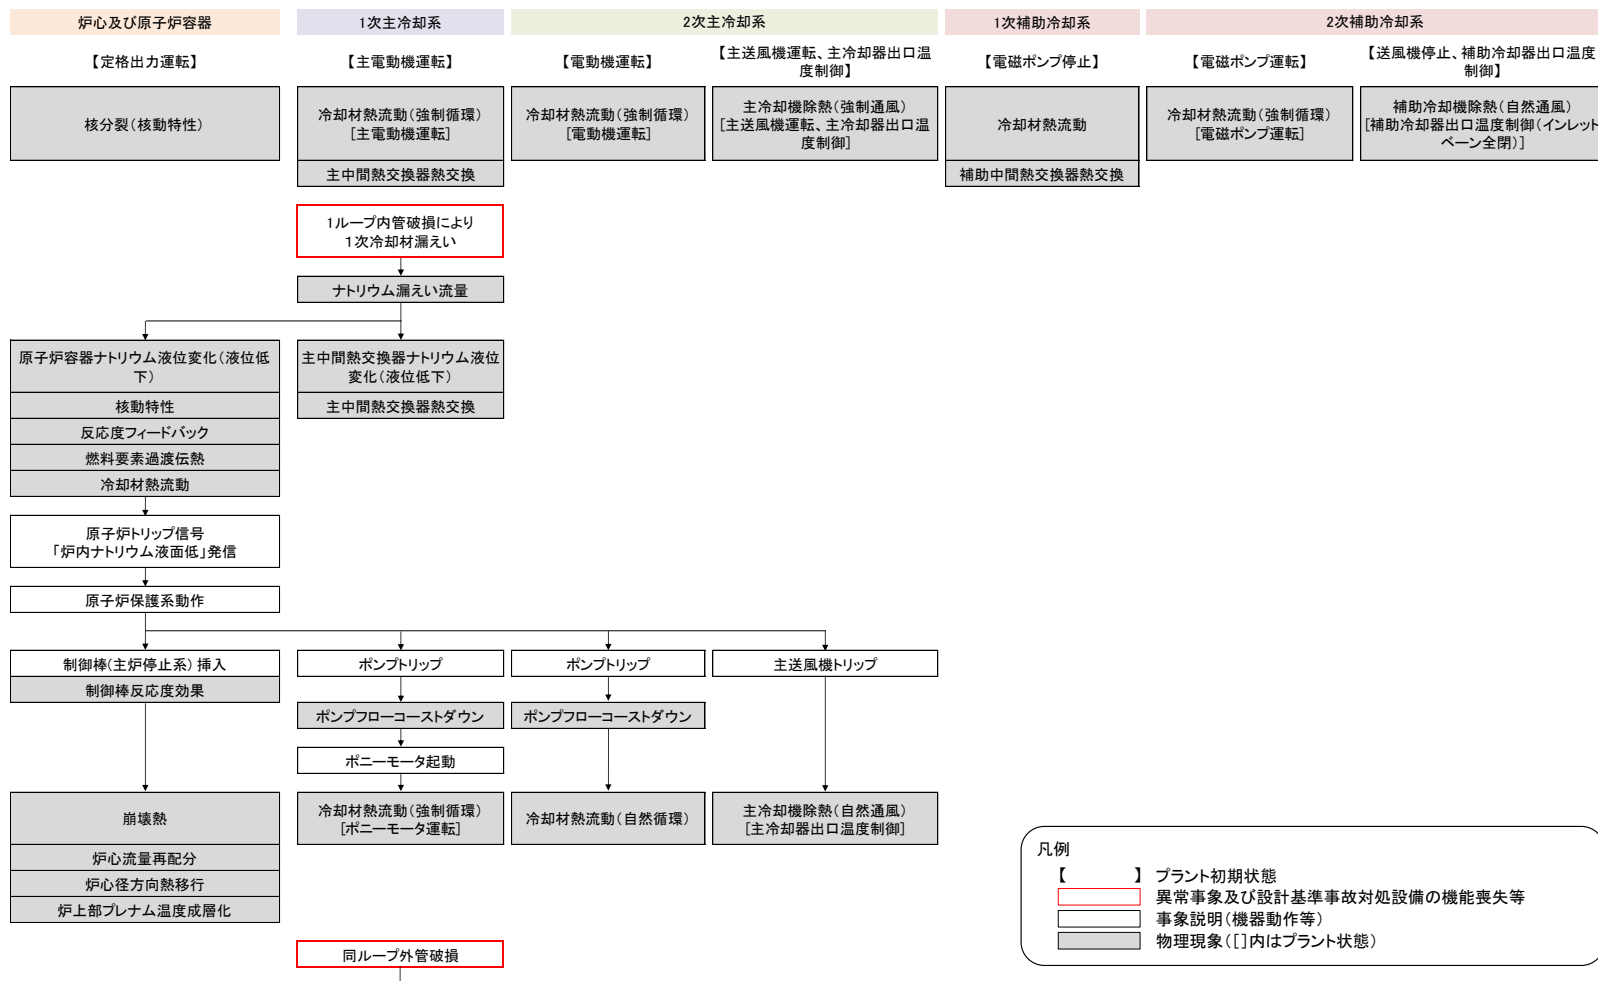 炉心及び原子炉容器
1次主冷却系
2次主冷却系
1次補助冷却系
2次補助冷却系
【定格出力運転】
【主電動機運転】
【電動機運転】
【主送風機運転、主冷却器出口温
度制御】
【電磁ポンプ停止】
【電磁ポンプ運転】
【送風機停止、補助冷却器出口温度
制御】
核分裂(核動特性)
冷却材熱流動(強制循環)
[主電動機運転]
冷却材熱流動(強制循環)
[電動機運転]
主冷却機除熱(強制通風)
[主送風機運転、主冷却器出口温
度制御]
冷却材熱流動
冷却材熱流動(強制循環)
[電磁ポンプ運転]
補助冷却機除熱(自然通風)
[補助冷却器出口温度制御(インレット
ベーン全閉)]
主中間熱交換器熱交換
補助中間熱交換器熱交換
1ループ内管破損により
1次冷却材漏えい
ナトリウム漏えい流量
原子炉容器ナトリウム液位変化(液位低
下)
主中間熱交換器ナトリウム液位
変化(液位低下)
核動特性
主中間熱交換器熱交換
反応度フィードバック
燃料要素過渡伝熱
冷却材熱流動
原子炉トリップ信号
「炉内ナトリウム液面低」発信
原子炉保護系動作
制御棒(主炉停止系) 挿入
ポンプトリップ
ポンプトリップ
主送風機トリップ
制御棒反応度効果
ポンプフローコーストダウン
ポンプフローコーストダウン
ポニーモータ起動
崩壊熱
冷却材熱流動(強制循環)
[ポニーモータ運転]
冷却材熱流動(自然循環)
主冷却機除熱(自然通風)
[主冷却器出口温度制御]
炉心流量再配分
炉心径方向熱移行
炉上部プレナム温度成層化
同ループ外管破損
凡例
【 】 プラント初期状態
異常事象及び設計基準事故対処設備の機能喪失等
事象説明(機器動作等)
物理現象([]内はプラント状態)